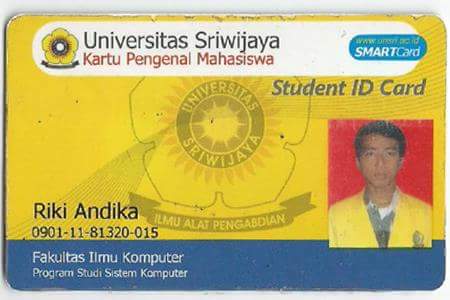 Universitas Sriwijaya
Kartu Pengenal Mahasiswa
www.unsri.ac.id
SMARTCard
Student ID Card
UNIVERSITAS
SRIWIJAYA
ILMU ALAT PENGABDIAN
Riki Andika
0901-11-81320-015
Fakultas Ilmu Komputer
Program Studi Sistem Komputer